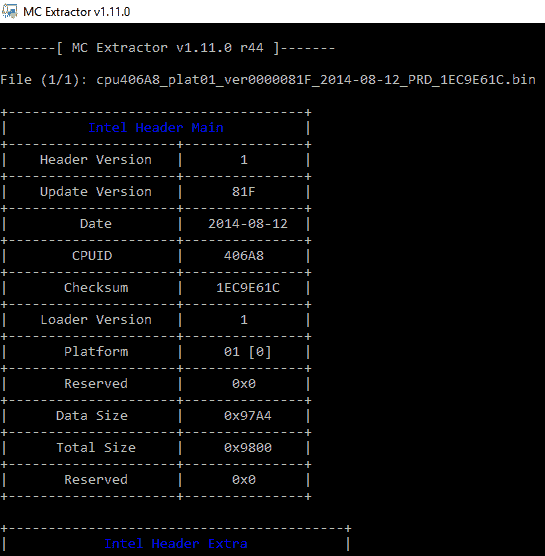 MC Extractor v1.11.0
-------[ MC Extractor v1.11.0 r44 ]-------
File (1/1): cpu406A8_plat01_ver0000081F_2014-08-12_PRD_1EC9E61C.bin
Intel Header Main
Header Version | 1
Update Version | 81F
Date | 2014-08-12
CPUID | 406A8
Checksum | 1EC9E61C
Loader Version | 1
Platform | 01 [0]
Reserved | 0x0
Data Size | 0x97A4
Total Size | 0x9800
Reserved | 0x0
Intel Header Extra